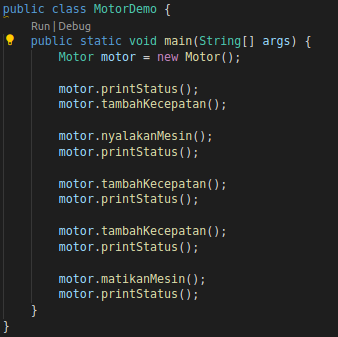 public class MotorDemo {
Run | Debug
public static void main(String[] args) {
Motor motor = new Motor();
motor.printStatus();
motor.tambahKecepatan();
motor.nyalakanMesin();
motor.printStatus();
motor.tambahKecepatan();
motor.printStatus();
motor.tambahKecepatan();
motor.printStatus();
motor.matikanMesin();
motor.printStatus();
}
}